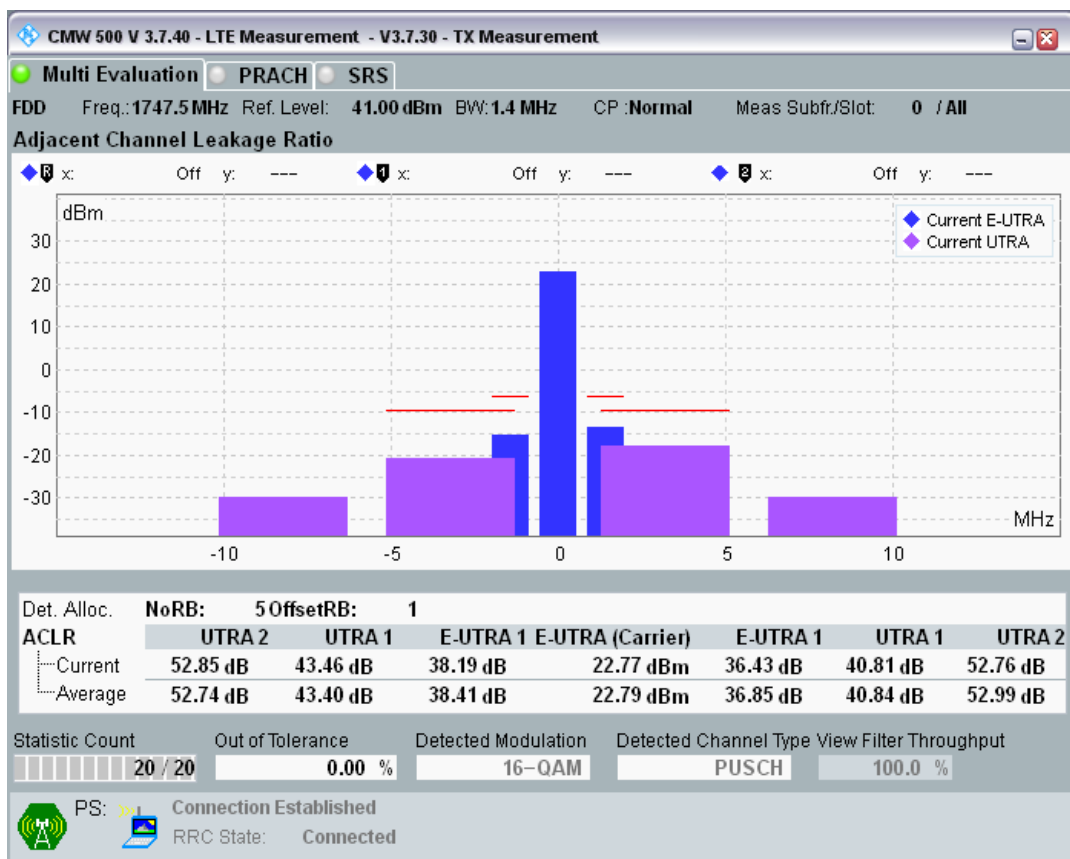 CMW 500 V 3.7.40 - LTE Measurement - V3.7.30 - TX Measurement
Multi Evaluation PRACH SRS
FDD Freq.: 1747.5 MHz Ref. Level: 41.00 dBm BW: 1.4 MHz CP :Normal Meas Subfr./Slot: 0 / All
Adjacent Channel Leakage Ratio
R x: Off y: --- 1 x: Off y: --- 2 x: Off y: ---
dBm
Current E-UTRA
Current UTRA
30
20
10
0
-10
-20
-30
MHz
-10 -5 0 5 10
Det. Alloc. NoRB: 5 OffsetRB: 1
ACLR UTRA 2 UTRA 1 E-UTRA 1 E-UTRA (Carrier) E-UTRA 1 UTRA 1 UTRA 2
Current 52.85 dB 43.46 dB 38.19 dB 22.77 dBm 36.43 dB 40.81 dB 52.76 dB
Average 52.74 dB 43.40 dB 38.41 dB 22.79 dBm 36.85 dB 40.84 dB 52.99 dB
Statistic Count Out of Tolerance Detected Modulation Detected Channel Type View Filter Throughput
20 / 20 0.00 % 16-QAM PUSCH 100.0 %
PS: Connection Established
RRC State: Connected